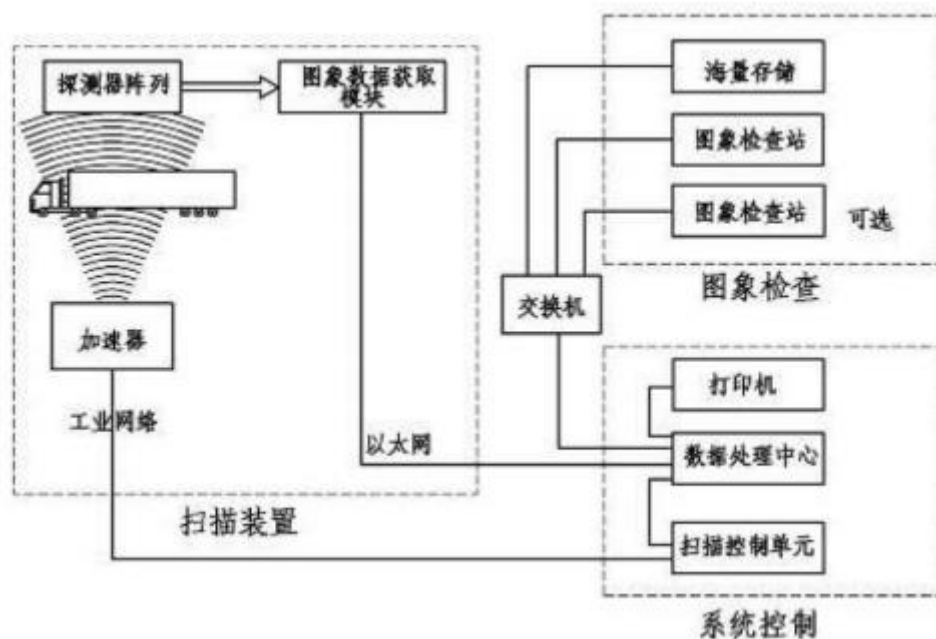 探测器阵列
图象数据获取
模块
加速器
工业网络
以太网
扫描装置
海量存储
图象检查站
图象检查站
可选
图象检查
交换机
打印机
数据处理中心
扫描控制单元
系统控制